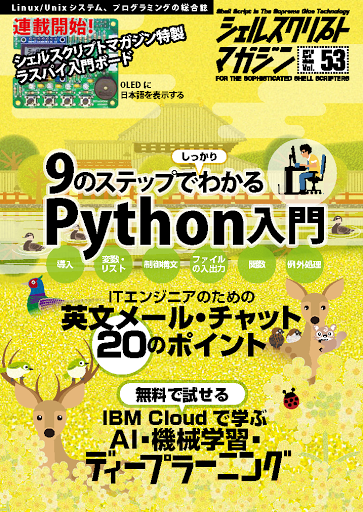 Linux/Unixシステム、プログラミングの総合誌
Shell Script is The Supreme Glue Technology
シェルスクリプト
マガジン
Vol. 53
FOR THE SOPHISTICATED SHELL SCRIPTERS
連載開始!
シェルスクリプトマガジン特製
ラスパイ入門ボード
OLEDに
日本語を表示する
しっかり
9のステップでわかる
Python入門
導入
変数・
リスト
制御構文
ファイル
の入出力
関数
例外処理
ITエンジニアのための
英文メール・チャット
20のポイント
無料で試せる
IBM Cloudで学ぶ
AI・機械学習・
ディープラーニング